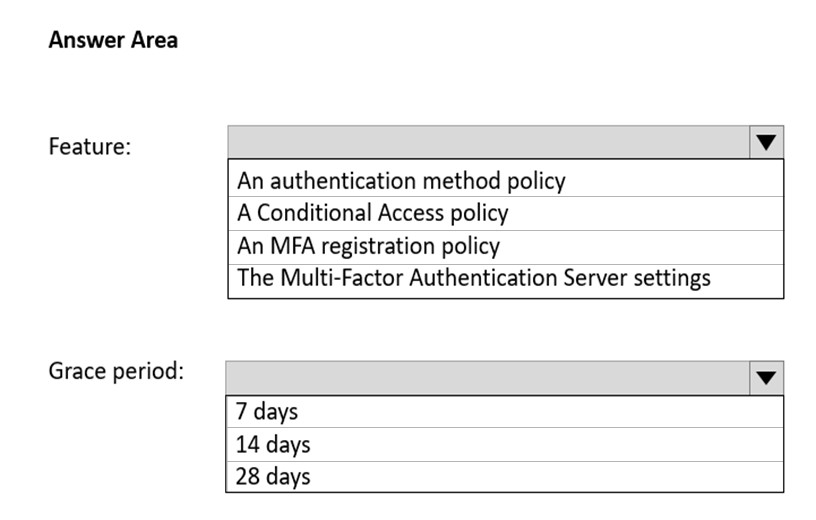 Answer Area
Feature:
An authentication method policy
A Conditional Access policy
An MFA registration policy
The Multi-Factor Authentication Server settings
Grace period:
7 days
14 days
28 days